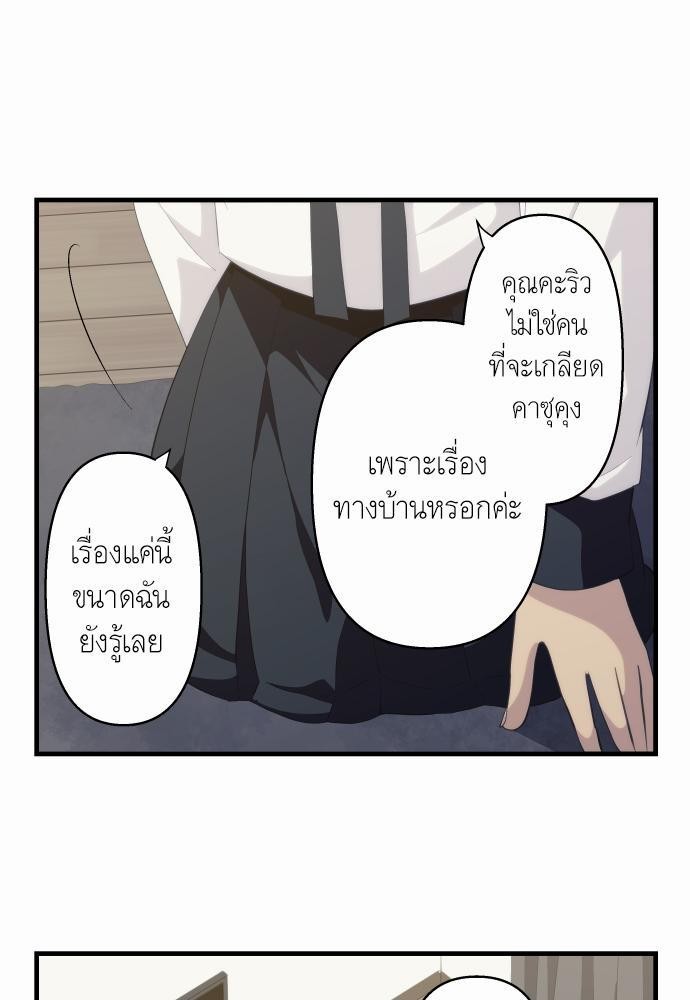 คุณคะริว
ไม่ใช่คน
ที่จะเกลียด
คาซุคุง
เพราะเรื่อง
ทางบ้านหรอกค่ะ
เรื่องแค่นี้
ขนาดฉัน
ยังรู้เลย